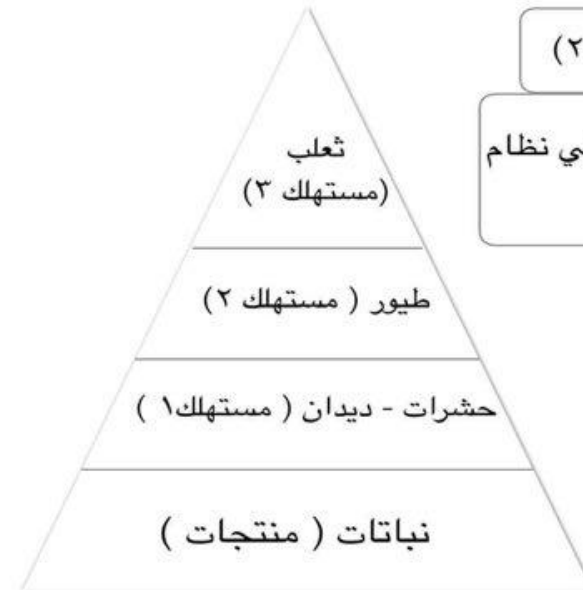 (٢
ي نظام
ثعلب
(مستهلك ٣)
طيور ( مستهلك ٢)
حشرات - ديدان ( مستهلك١ )
نباتات ( منتجات )